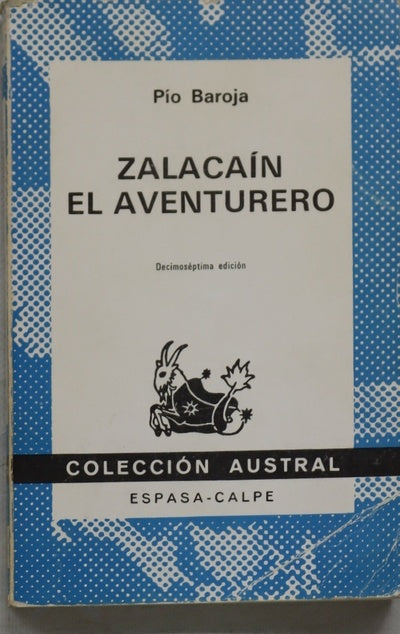 Pío Baroja
ZALACAÍN
EL AVENTURERO
Decimoséptima edición
COLECCIÓN AUSTRAL
ESPASA-CALPE